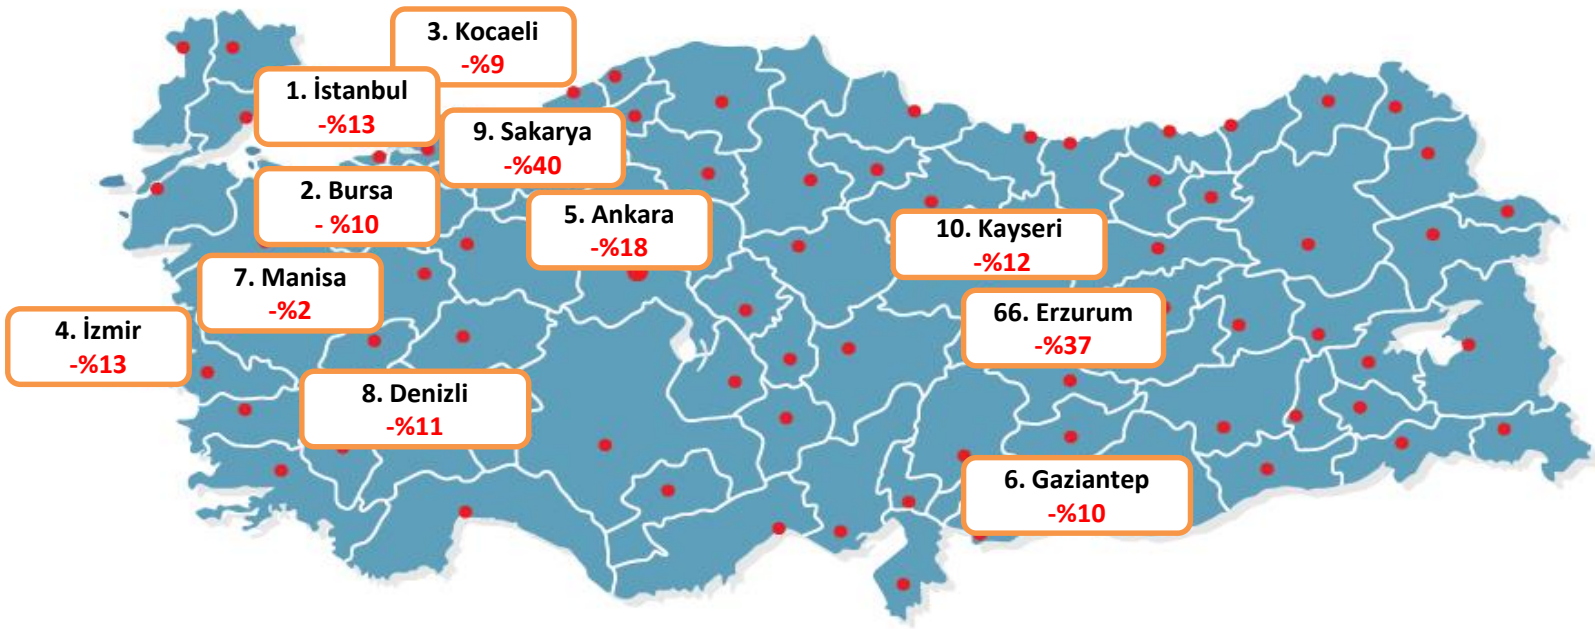 3. Kocaeli
-%9
1. İstanbul
-%13
9. Sakarya
-%40
2. Bursa
- %10
5. Ankara
-%18
10. Kayseri
-%12
7. Manisa
-%2
66. Erzurum
-%37
4. İzmir
-%13
8. Denizli
-%11
6. Gaziantep
-%10